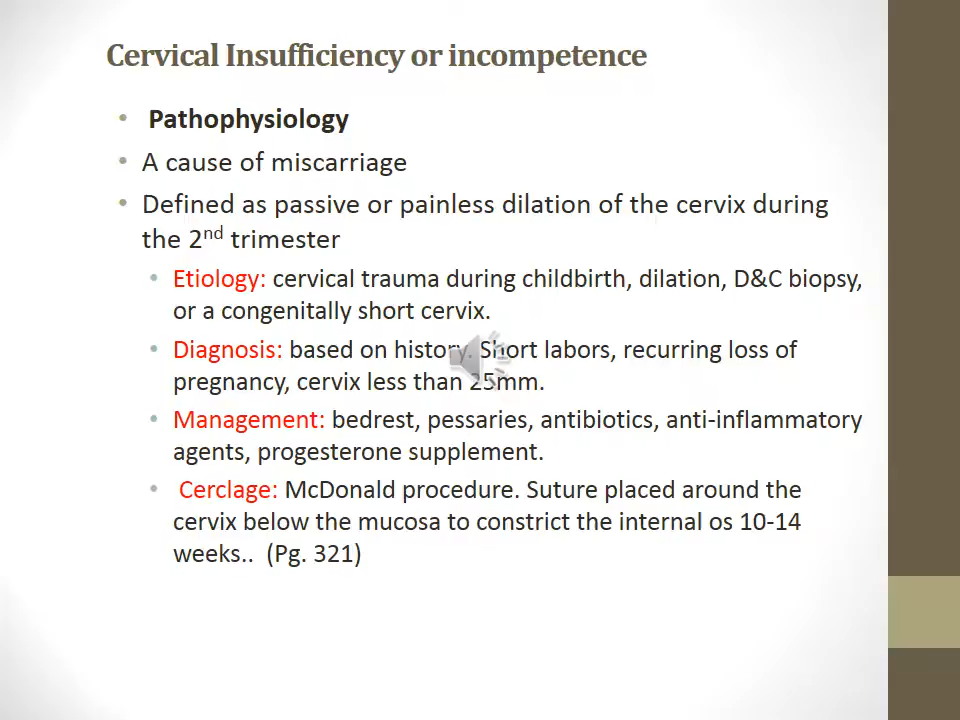 Cervical Insufficiency or incompetence
• Pathophysiology
• A cause of miscarriage
• Defined as passive or painless dilation of the cervix during
the 2nd trimester
• Etiology: cervical trauma during childbirth, dilation, D&C biopsy,
or a congenitally short cervix.
• Diagnosis: based on history. Short labors, recurring loss of
pregnancy, cervix less than 25mm.
• Management: bedrest, pessaries, antibiotics, anti-inflammatory
agents, progesterone supplement.
• Cerclage: McDonald procedure. Suture placed around the
cervix below the mucosa to constrict the internal os 10-14
weeks.. (Pg. 321)